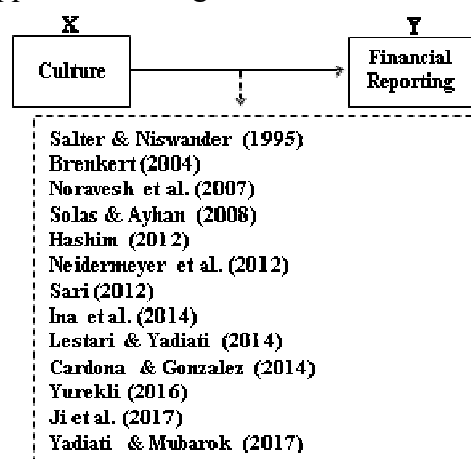 X Y
Culture
Financial
Reporting
Salter & Niswander (1995)
Brenkert (2004)
Noravesh et al. (2007)
Solas & Ayhan (2008)
Hashim (2012)
Neidermeyer et al. (2012)
Sari (2012)
Ina et al. (2014)
Lestari & Yadiati (2014)
Cardona & Gonzalez (2014)
Yurekli (2016)
Ji et al. (2017)
Yadiati & Mubarok (2017)